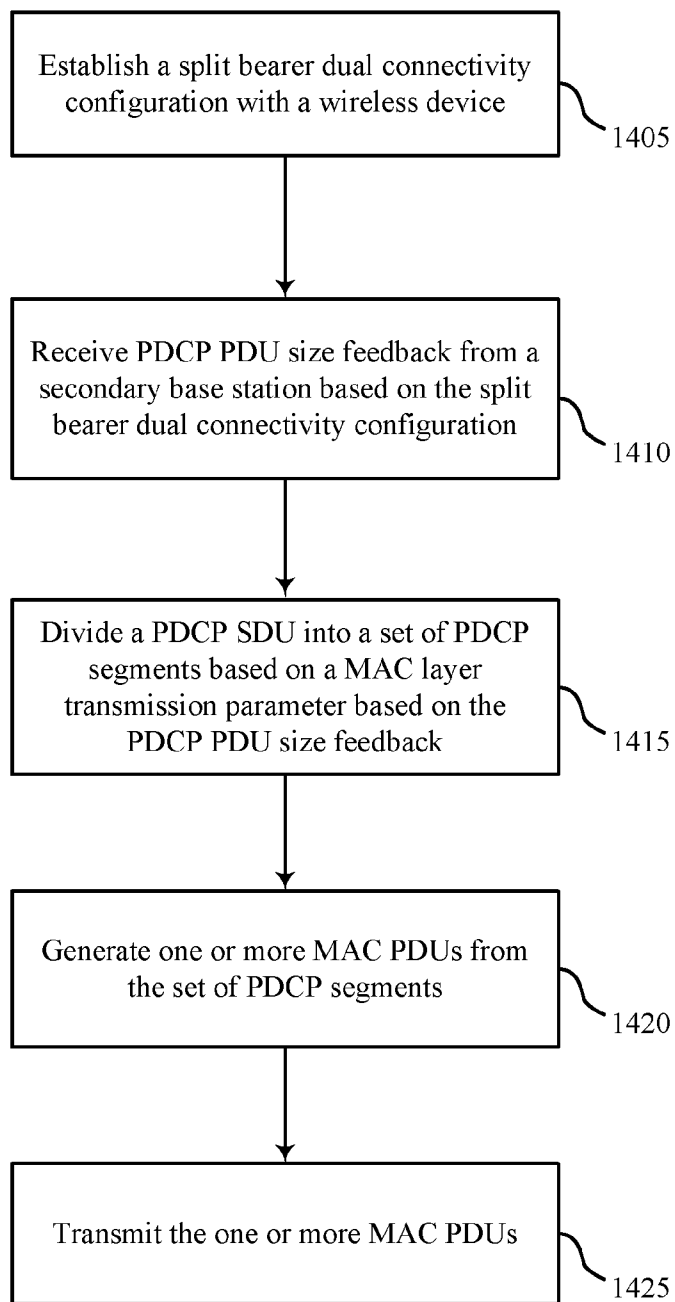 Establish a split bearer dual connectivity
configuration with a wireless device
1405
Receive PDCP PDU size feedback from a
secondary base station based on the split
bearer dual connectivity configuration
1410
Divide a PDCP SDU into a set of PDCP
segments based on a MAC layer
transmission parameter based on the
PDCP PDU size feedback
1415
Generate one or more MAC PDUs from
the set of PDCP segments
1420
Transmit the one or more MAC PDUs
1425